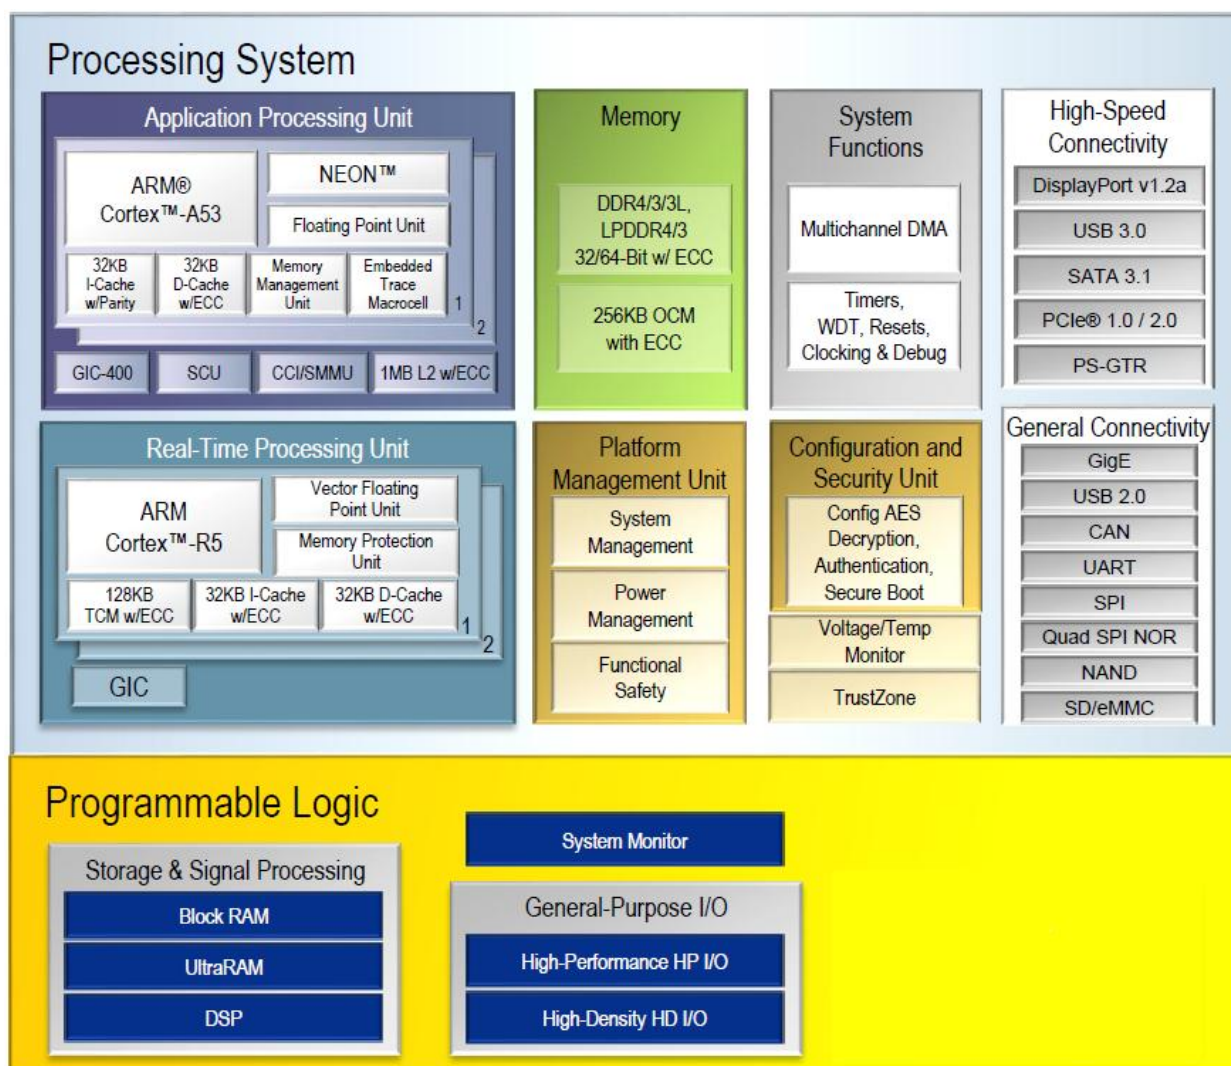 Processing System
Application Processing Unit
ARM®
Cortex™-A53
NEON™
Floating Point Unit
32KB
I-Cache
w/Parity
32KB
D-Cache
w/ECC
Memory
Management
Unit
Embedded
Trace
Macrocell
1
2
GIC-400
SCU
CCI/SMMU
1MB L2 w/ECC
Memory
DDR4/3/3L,
LPDDR4/3
32/64-Bit w/ ECC
256KB OCM
with ECC
System
Functions
Multichannel DMA
Timers,
WDT, Resets,
Clocking & Debug
High-Speed
Connectivity
DisplayPort v1.2a
USB 3.0
SATA 3.1
PCIe® 1.0 / 2.0
PS-GTR
Real-Time Processing Unit
ARM
Cortex™-R5
Vector Floating
Point Unit
Memory Protection
Unit
128KB
TCM w/ECC
32KB I-Cache
w/ECC
32KB D-Cache
w/ECC
1
2
GIC
Platform
Management Unit
System
Management
Power
Management
Functional
Safety
Configuration and
Security Unit
Config AES
Decryption,
Authentication,
Secure Boot
Voltage/Temp
Monitor
TrustZone
General Connectivity
GigE
USB 2.0
CAN
UART
SPI
Quad SPI NOR
NAND
SD/eMMC
Programmable Logic
Storage & Signal Processing
Block RAM
UltraRAM
DSP
System Monitor
General-Purpose I/O
High-Performance HP I/O
High-Density HD I/O